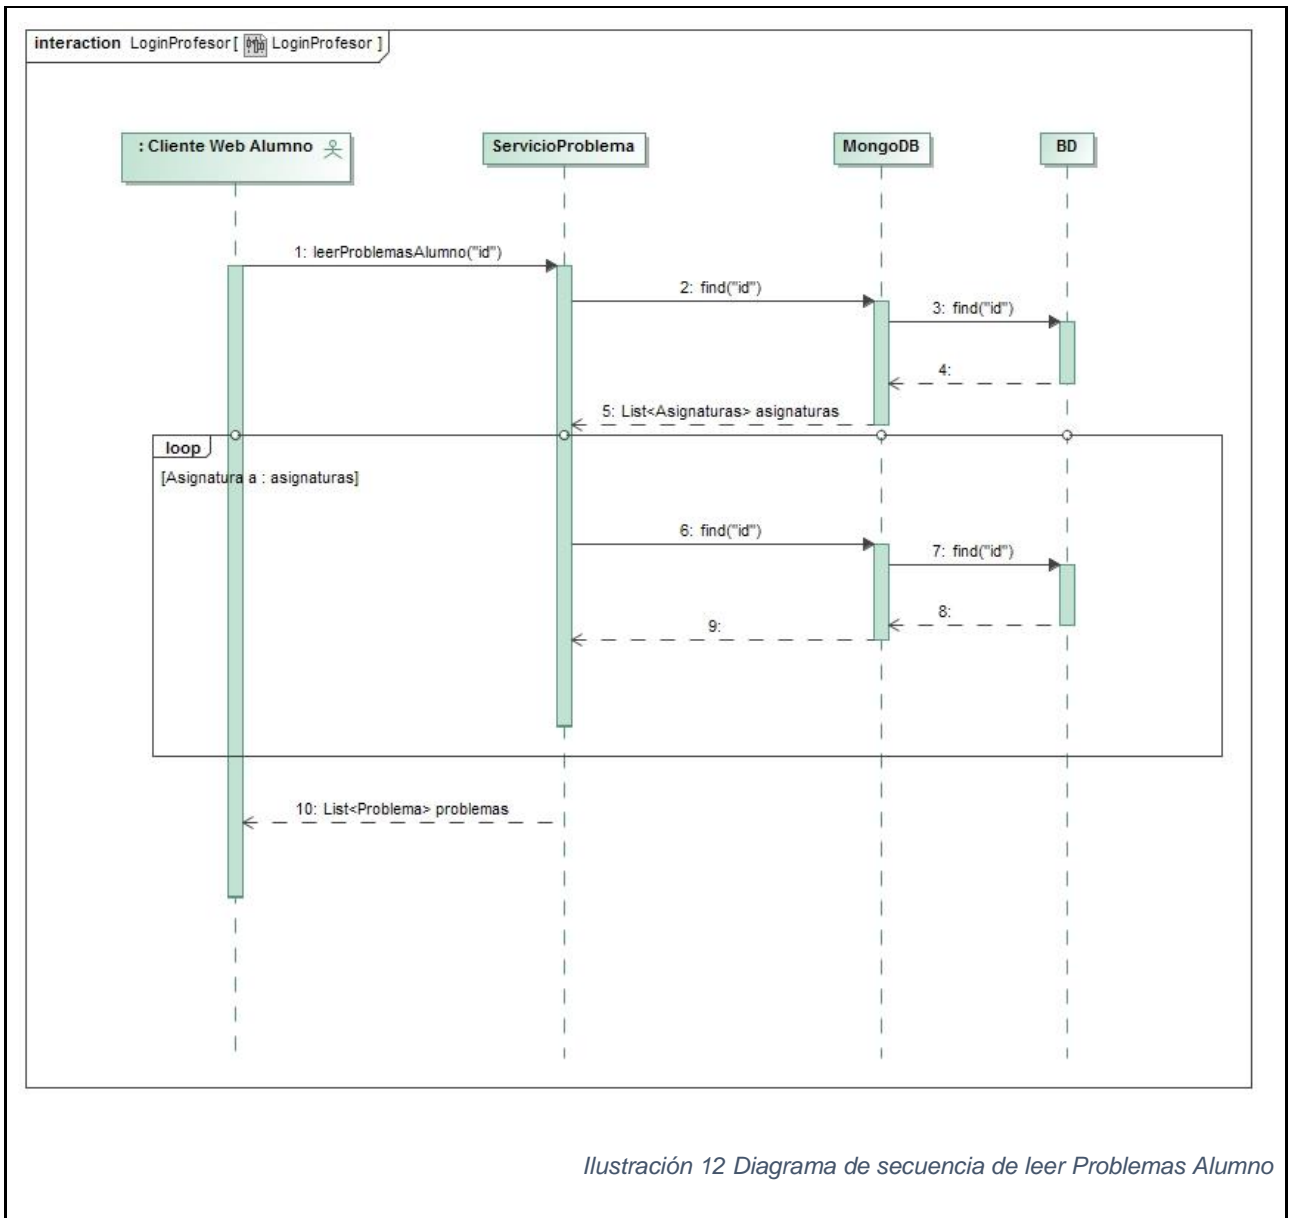 interaction LoginProfesor[ LoginProfesor ]
: Cliente Web Alumno
ServicioProblema
MongoDB
BD
1: leerProblemasAlumno("id")
2: find("id")
3: find("id")
4:
5: List<Asignaturas> asignaturas
loop
[Asignatura a : asignaturas]
6: find("id")
7: find("id")
8:
9:
10: List<Problema> problemas
Ilustración 12 Diagrama de secuencia de leer Problemas Alumno